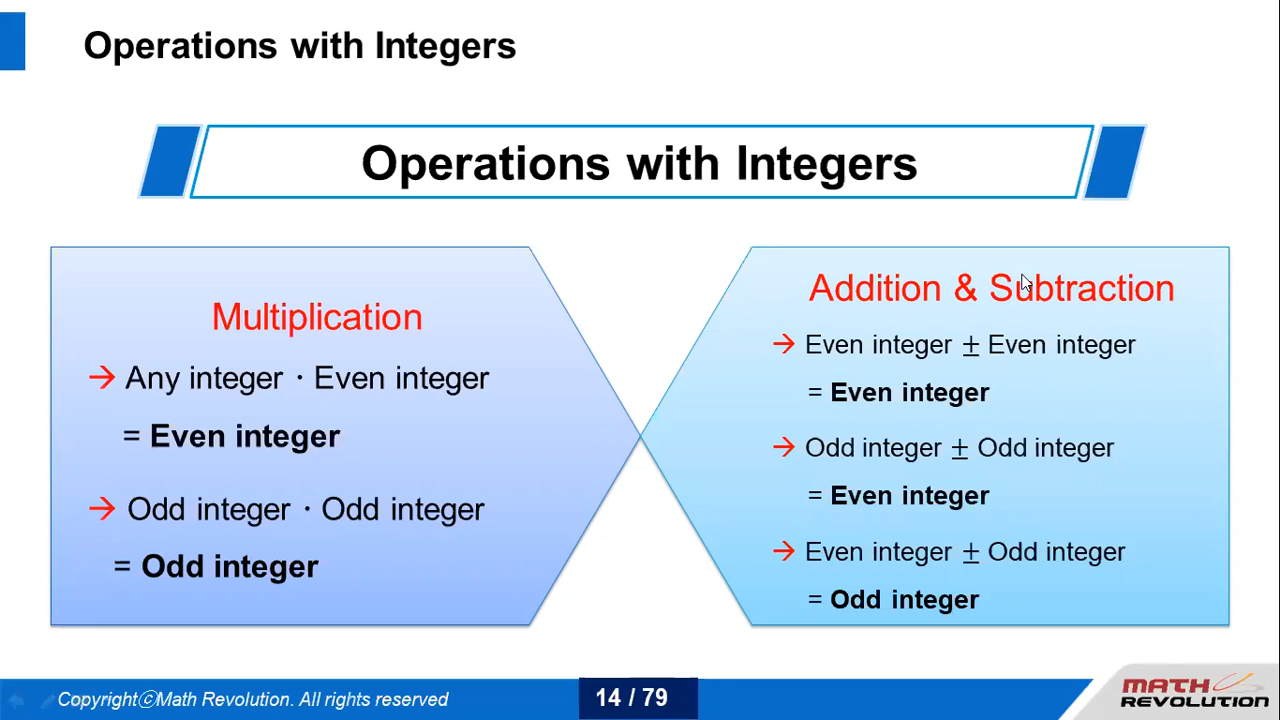 Operations with Integers
Operations with Integers
Multiplication
→ Any integer · Even integer
= Even integer
→ Odd integer · Odd integer
= Odd integer
Addition & Subtraction
→ Even integer ± Even integer
= Even integer
→ Odd integer ± Odd integer
= Even integer
→ Even integer ± Odd integer
= Odd integer
CopyrightⓒMath Revolution. All rights reserved
14 / 79
MATH
REVOLUTION